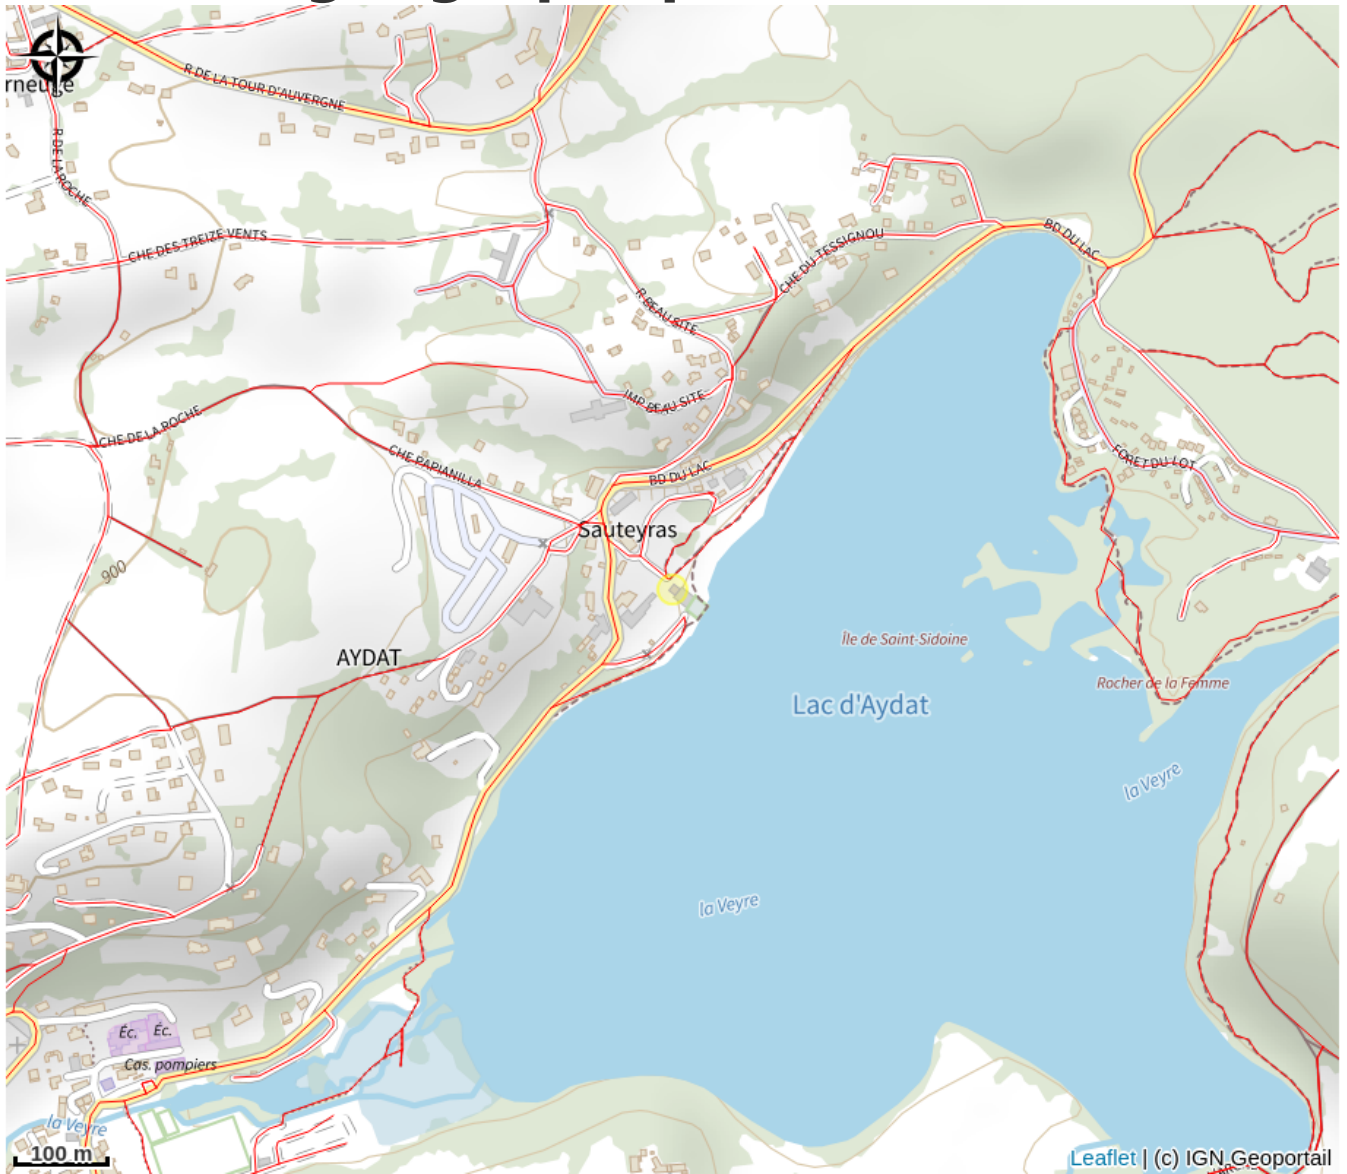 R DE LA TOUR D'AUVERGNE
rneuge
R DE LA ROCHE
CHE DES TREIZE VENTS
BD DU LAC
CHE DU TESSIGNOU
R BEAU SITE
IMP BEAU SITE
CHE DE LA ROCHE
CHE PAPIANILLA
BD DU LAC
FORET DU LOT
Sauteyras
900
AYDAT
Île de Saint-Sidoine
Rocher de la Femme
Lac d'Aydat
la Veyre
la Veyre
Éc. Éc.
Cas. pompiers
la Veyre
100 m
Leaflet | (c) IGN Geoportail